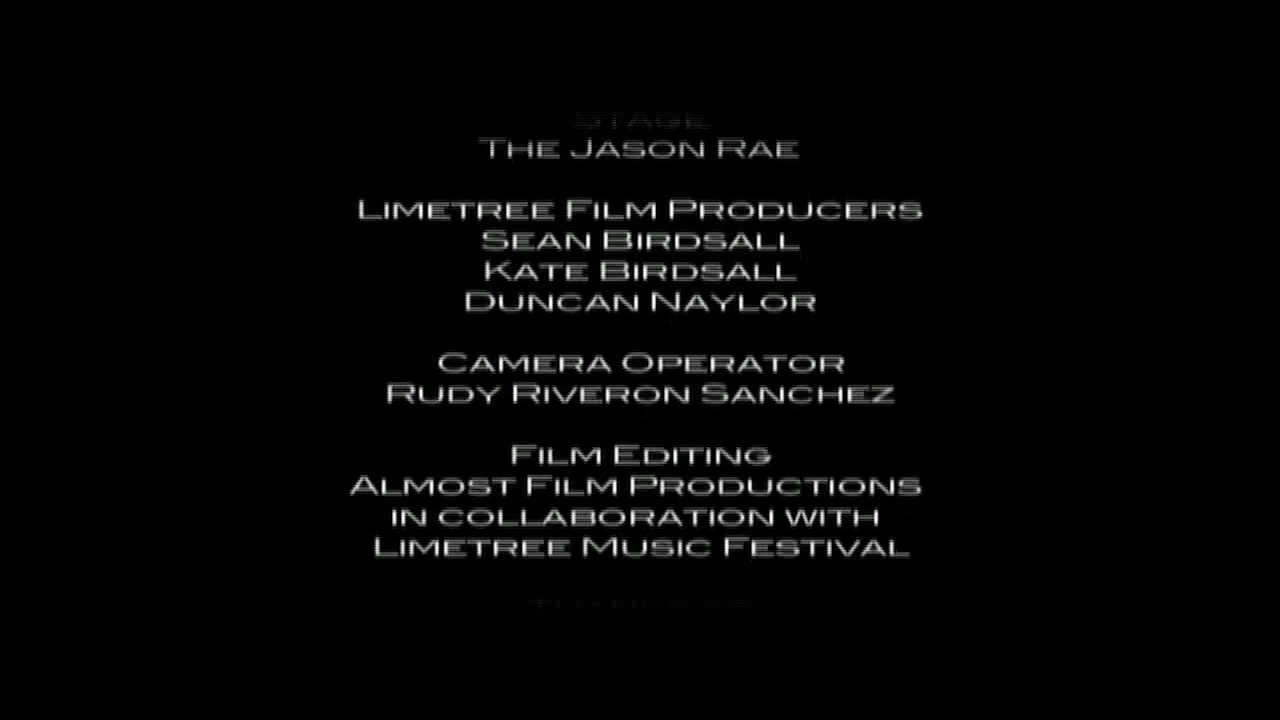 STAGE
THE JASON RAE
LIMETREE FILM PRODUCERS
SEAN BIRDSALL
KATE BIRDSALL
DUNCAN NAYLOR
CAMERA OPERATOR
RUDY RIVERON SANCHEZ
FILM EDITING
ALMOST FILM PRODUCTIONS
IN COLLABORATION WITH
LIMETREE MUSIC FESTIVAL